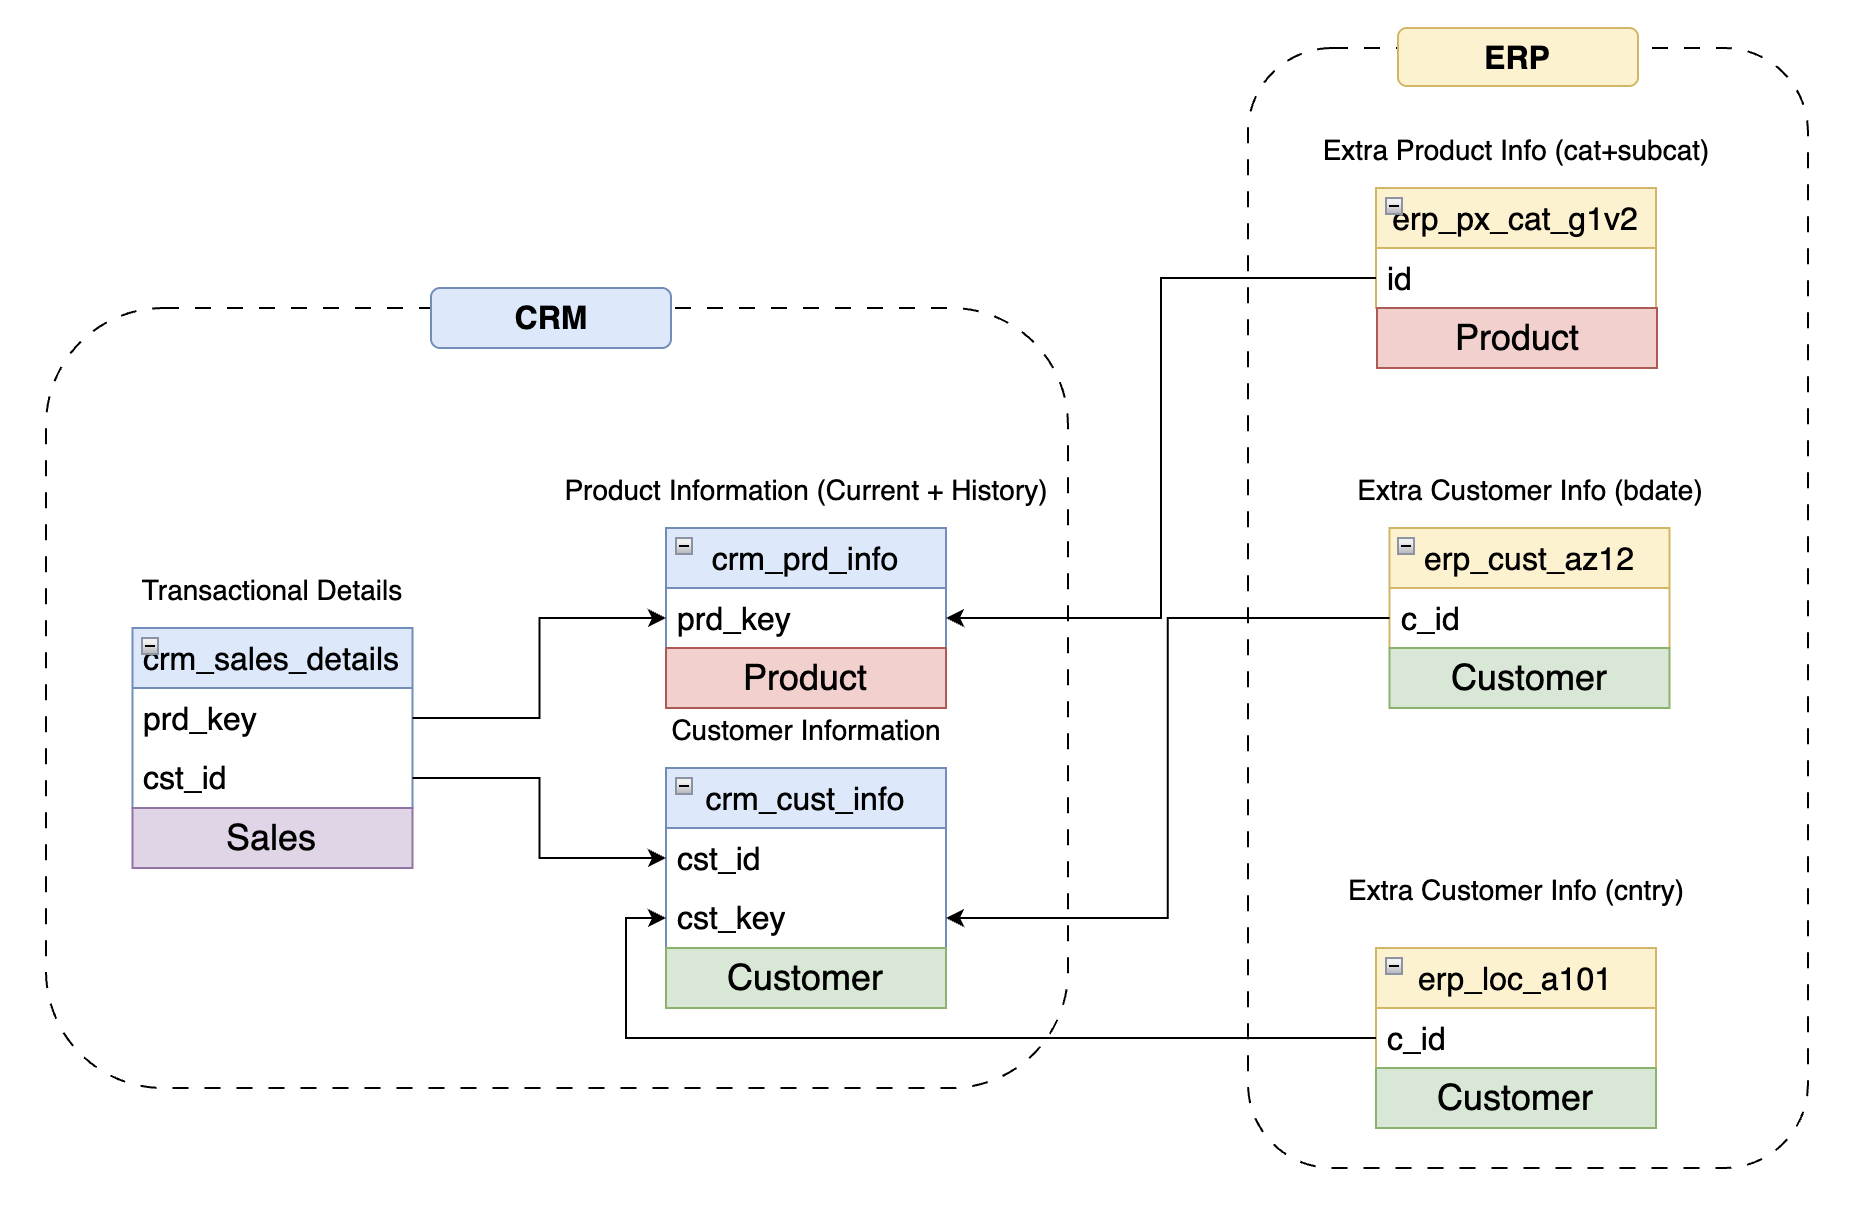 CRM
Transactional Details
crm_sales_details
prd_key
cst_id
Sales
Product Information (Current + History)
crm_prd_info
prd_key
Product
Customer Information
crm_cust_info
cst_id
cst_key
Customer
ERP
Extra Product Info (cat+subcat)
erp_px_cat_g1v2
id
Product
Extra Customer Info (bdate)
erp_cust_az12
c_id
Customer
Extra Customer Info (cntry)
erp_loc_a101
c_id
Customer